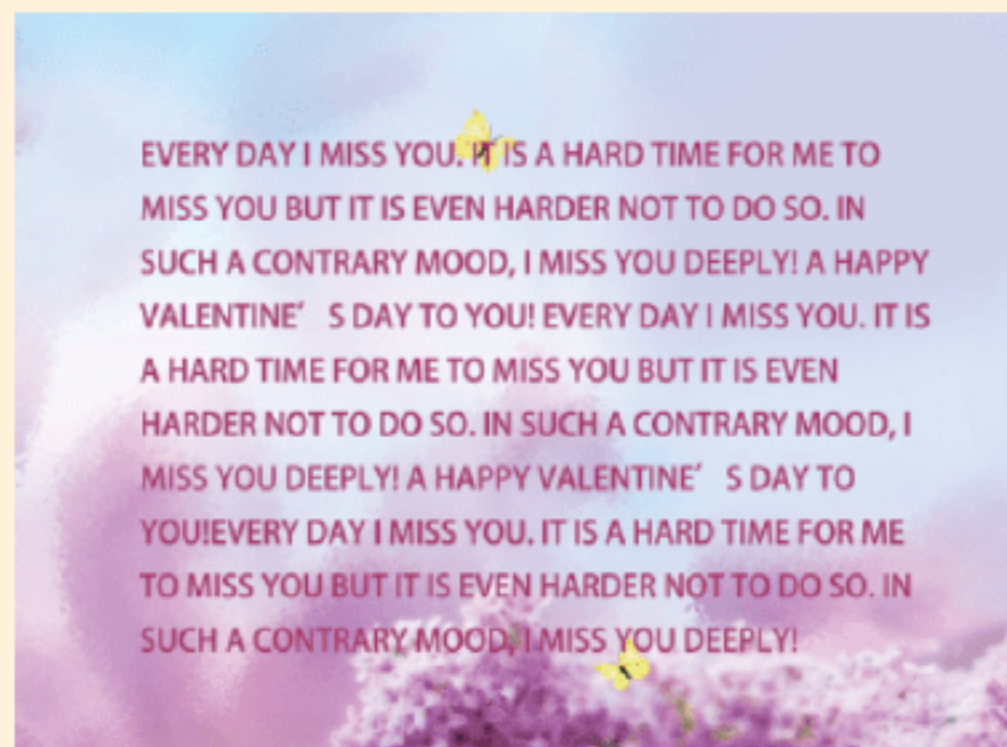 EVERY DAY I MISS YOU. IT IS A HARD TIME FOR ME TO
MISS YOU BUT IT IS EVEN HARDER NOT TO DO SO. IN
SUCH A CONTRARY MOOD, I MISS YOU DEEPLY! A HAPPY
VALENTINE' S DAY TO YOU! EVERY DAY I MISS YOU. IT IS
A HARD TIME FOR ME TO MISS YOU BUT IT IS EVEN
HARDER NOT TO DO SO. IN SUCH A CONTRARY MOOD, I
MISS YOU DEEPLY! A HAPPY VALENTINE' S DAY TO
YOU!EVERY DAY I MISS YOU. IT IS A HARD TIME FOR ME
TO MISS YOU BUT IT IS EVEN HARDER NOT TO DO SO. IN
SUCH A CONTRARY MOOD, I MISS YOU DEEPLY!